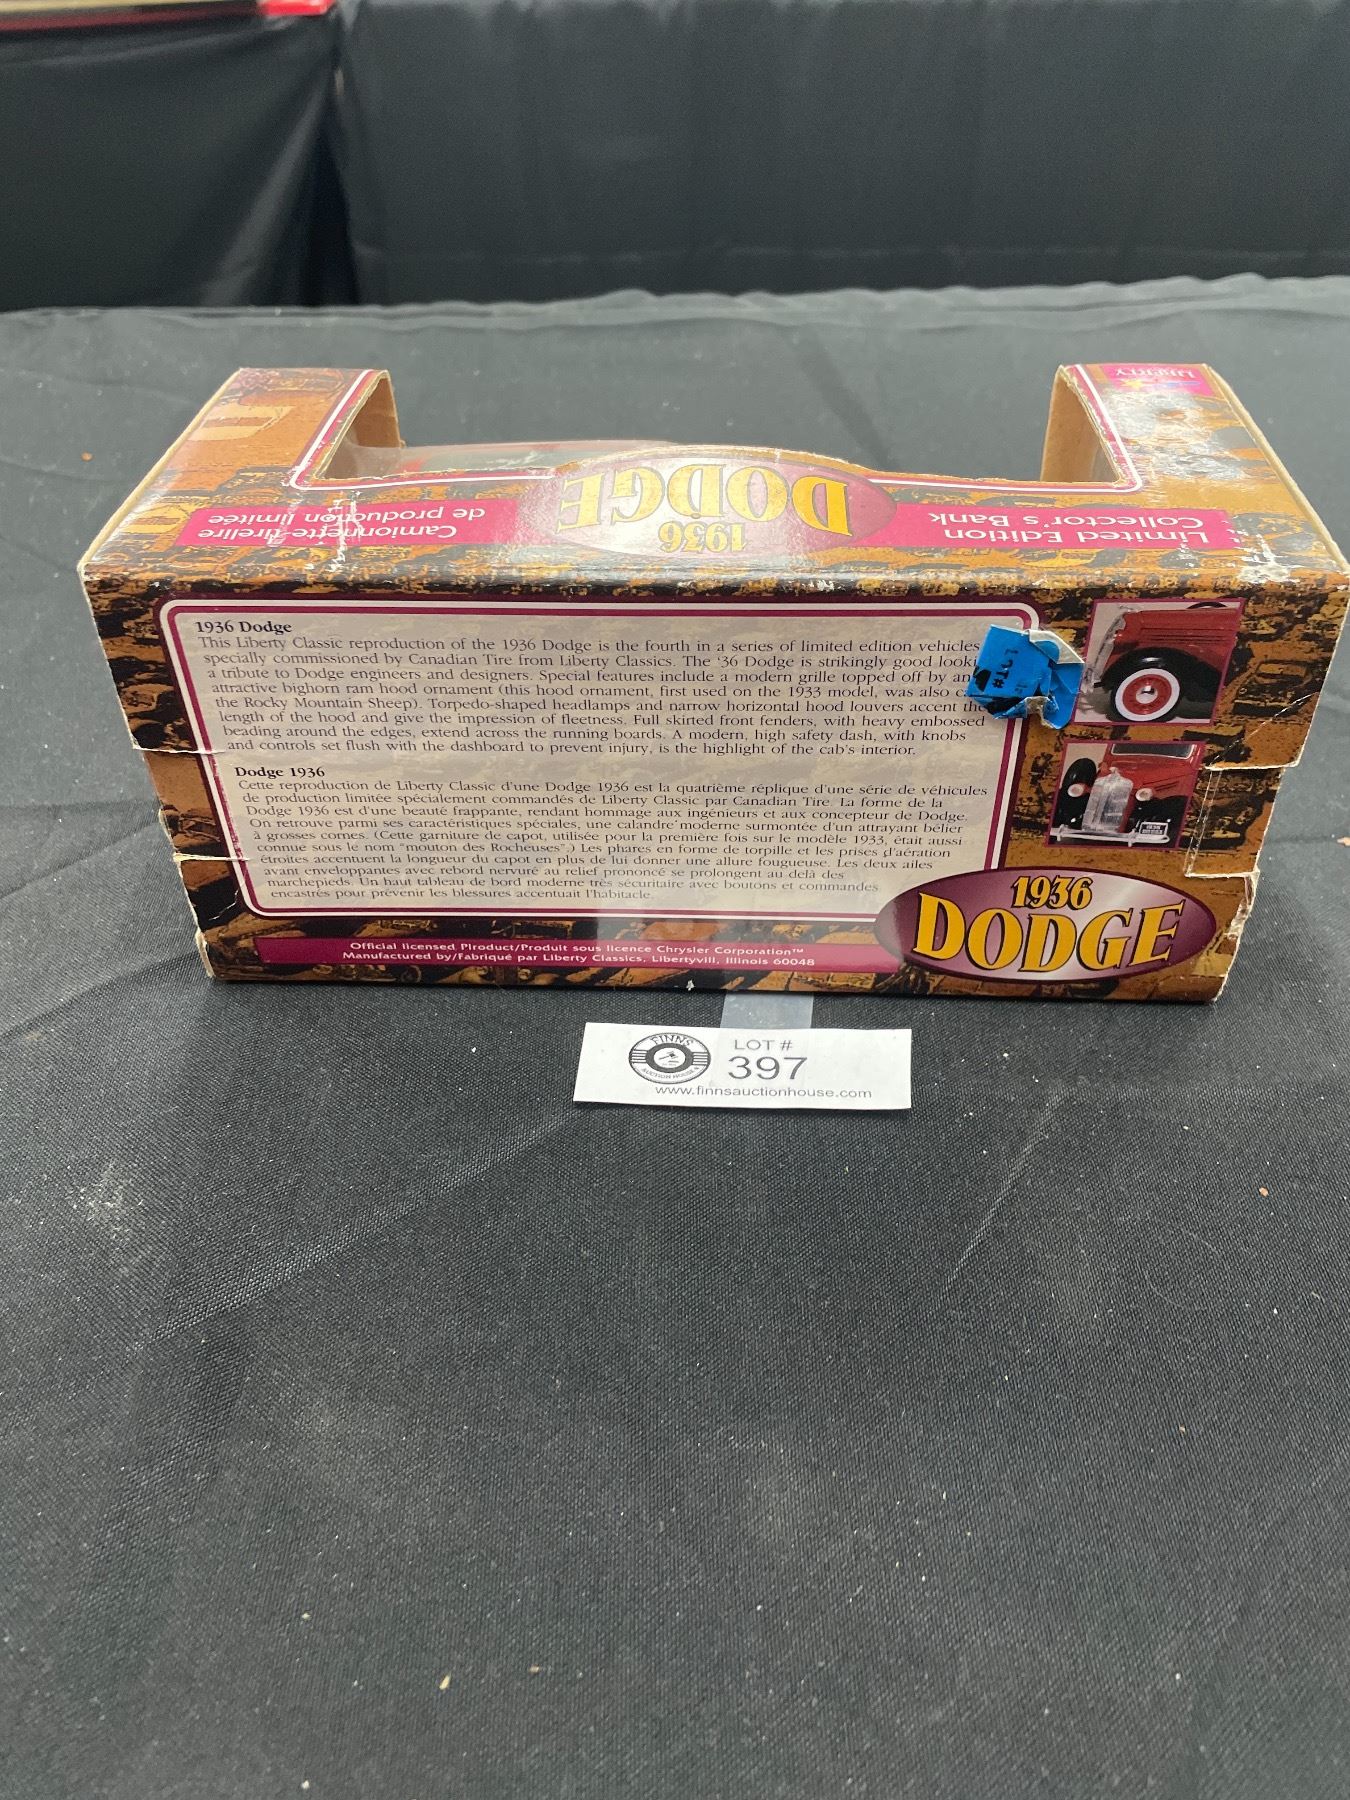 LIBERTY
Limited Edition
Collector's Bank
1936
DODGE
Camionnette-tirelire
de production limitée
1936 Dodge
This Liberty Classic reproduction of the 1936 Dodge is the fourth in a series of limited edition vehicles
specially commissioned by Canadian Tire from Liberty Classics. The '36 Dodge is strikingly good looki
a tribute to Dodge engineers and designers. Special features include a modern grille topped off by an
attractive bighorn ram hood ornament (this hood ornament, first used on the 1933 model, was also ca
the Rocky Mountain Sheep). Torpedo-shaped headlamps and narrow horizontal hood louvers accent the
length of the hood and give the impression of fleetness. Full skirted front fenders, with heavy embossed
beading around the edges, extend across the running boards. A modern, high safety dash, with knobs
and controls set flush with the dashboard to prevent injury, is the highlight of the cab's interior.
Dodge 1936
Cette reproduction de Liberty Classic d'une Dodge 1936 est la quatrième réplique d'une série de véhicules
de production limitée spécialement commandés de Liberty Classic par Canadian Tire. La forme de la
Dodge 1936 est d'une beauté frappante, rendant hommage aux ingénieurs et aux concepteur de Dodge.
On retrouve parmi ses caractéristiques spéciales, une calandre moderne surmontée d'un attrayant bélier
à grosses cornes. (Cette garniture de capot, utilisée pour la première fois sur le modèle 1933, était aussi
connue sous le nom "mouton des Rocheuses".) Les phares en forme de torpille et les prises d'aération
étroites accentuent la longueur du capot en plus de lui donner une allure fougueuse. Les deux ailes
avant enveloppantes avec rebord nervuré au relief prononcé se prolongent au-delà des
marchepieds. Un haut tableau de bord moderne très sécuritaire avec boutons et commandes
encastrés pour prévenir les blessures accentuait l'habitacle.
LOT#
Official licensed Plroduct/Produit sous licence Chrysler Corporation™
Manufactured by/Fabriqué par Liberty Classics, Libertyvill, Illinois 60048
1936
DODGE
FINNS
AUCTION HOUSE
LOT #
397
www.finnsauctionhouse.com